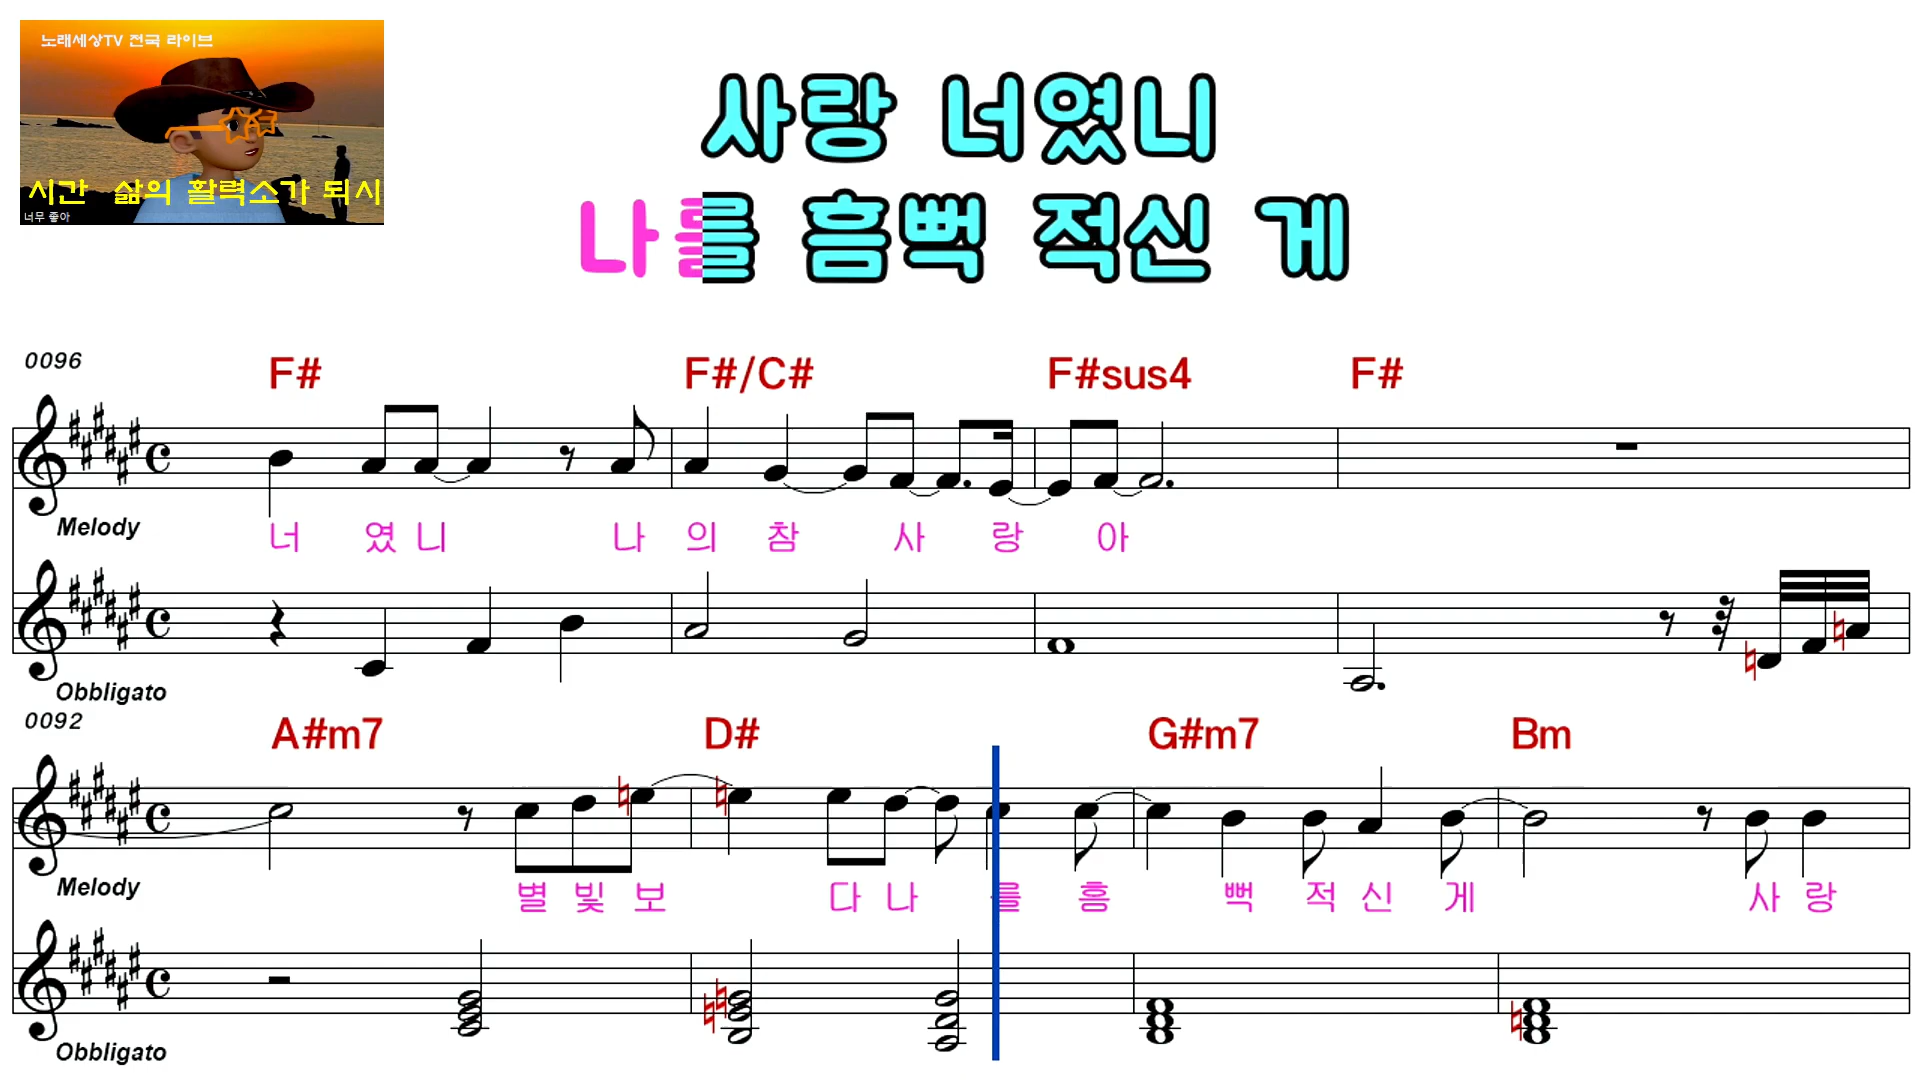 노래세상TV 전국 라이브
시간 삶의 활력소가 되시
너무 좋아
사랑 너였니
나를 흠뻑 적신 게
0096
F# F#/C# F#sus4 F#
Melody
너 였 니 나 의 참 사 랑 아
Obbligato
0092
A#m7 D# G#m7 Bm
Melody
별 빛 보 다 나 를 흠 뻑 적 신 게 사 랑
Obbligato